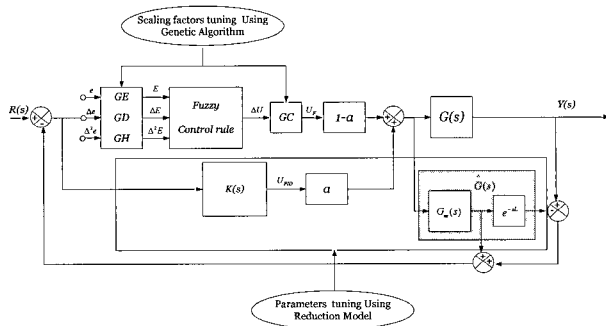 Scaling factors tuning Using
Genetic Algorithm
R(s)
e
Δe
Δ²e
GE
GD
GH
E
ΔE
Δ²E
Fuzzy
Control rule
ΔU
GC
U_F
1-a
G(s)
Y(s)
K(s)
U_PID
a
Ĝ(s)
G_m(s)
e^-sL
Parameters tuning Using
Reduction Model